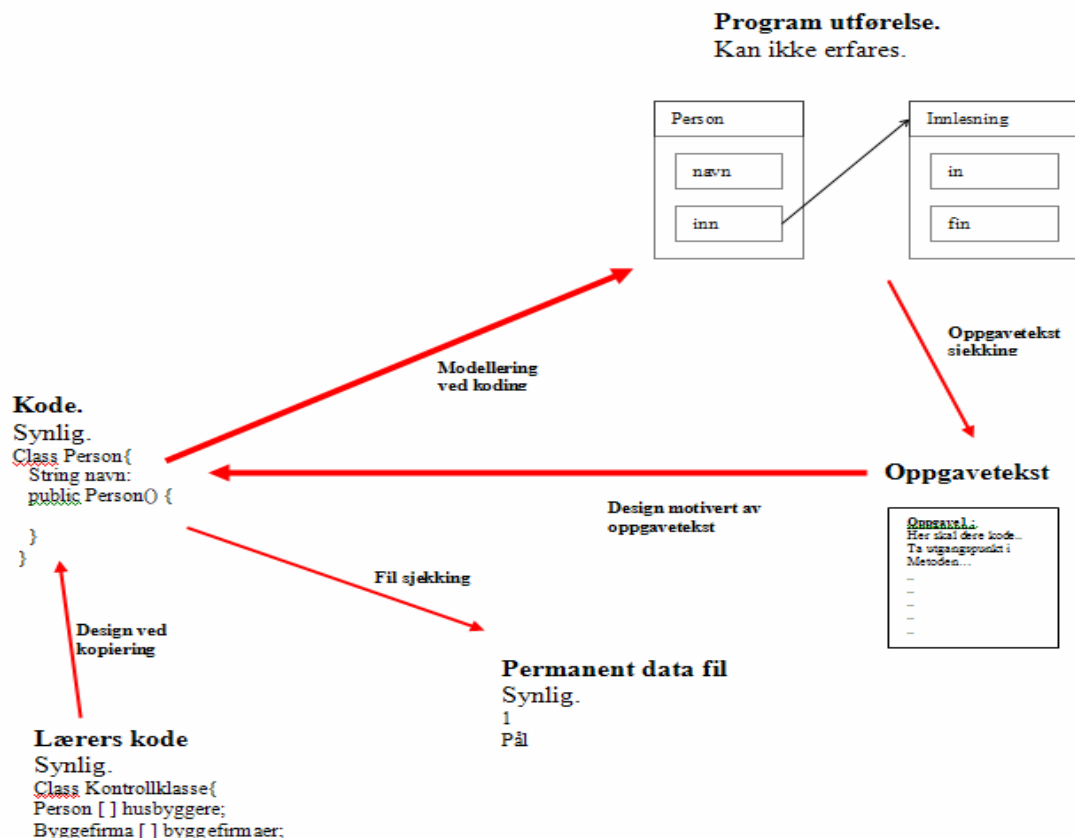 Program utførelse.
Kan ikke erfares.
Person
navn
inn
Innlesning
in
fin
Oppgavetekst
sjekking
Modellering
ved koding
Kode.
Synlig.
Class Person{
String navn:
public Person() {
}
}
Oppgavetekst
Design motivert av
oppgavetekst
Oppgave1 :.
Her skal dere kode..
Ta utgangspunkt i
Metoden...
_
_
_
_
_
Fil sjekking
Design ved
kopiering
Permanent data fil
Synlig.
1
Pål
Lærers kode
Synlig.
Class Kontrollklasse{
Person [ ] husbyggere;
Byggefirma [ ] byggefirmaer;